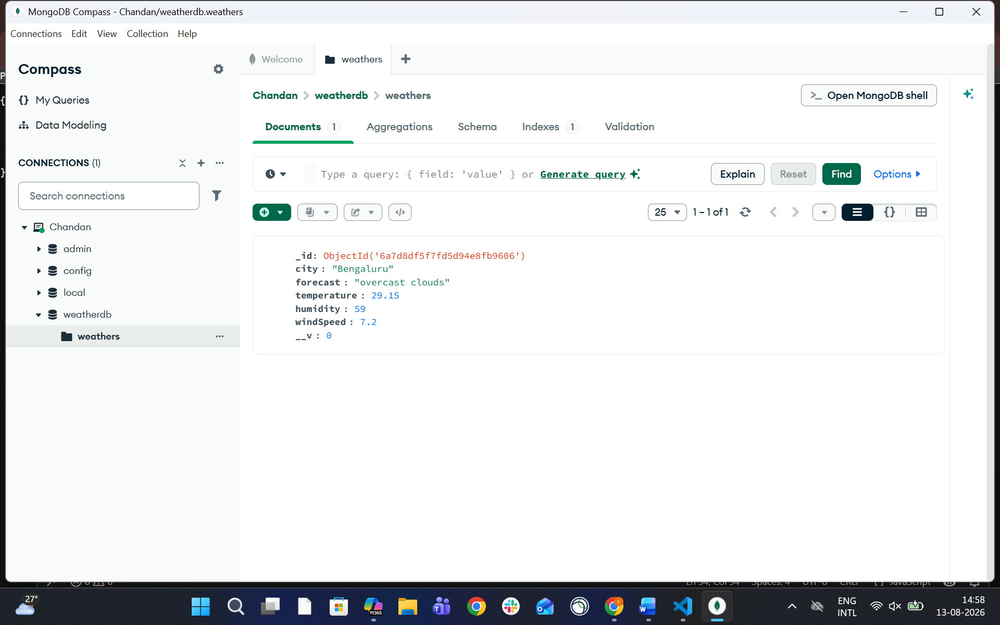 MongoDB Compass - Chandan/weatherdb.weathers
Connections Edit View Collection Help
Compass
My Queries
Data Modeling
CONNECTIONS (1)
Search connections
Chandan
admin
config
local
weatherdb
weathers
Welcome
weathers
Chandan > weatherdb > weathers
>_ Open MongoDB shell
Documents 1 Aggregations Schema Indexes 1 Validation
Type a query: { field: 'value' } or Generate query
Explain Reset Find Options
25 1 – 1 of 1
_id: ObjectId('6a7d8df5f7fd5d94e8fb9606')
city : "Bengaluru"
forecast : "overcast clouds"
temperature : 29.15
humidity : 59
windSpeed : 7.2
__v : 0
27°
M365
ENG
INTL
14:58
13-08-2026